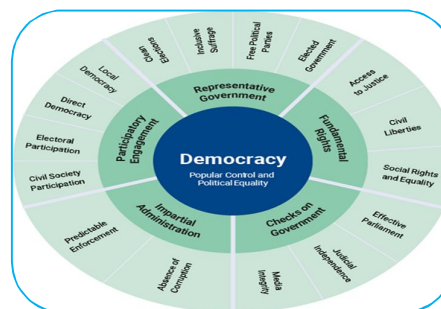 Democracy
Popular Control and
Political Equality
Representative
Government
Clean
Elections
Inclusive
Suffrage
Free Political
Parties
Elected
Government
Fundamental
Rights
Access
to Justice
Civil
Liberties
Social Rights
and Equality
Checks on
Government
Effective
Parliament
Judicial
Independence
Media
Integrity
Impartial
Administration
Absence of
Corruption
Predictable
Enforcement
Participatory
Engagement
Civil Society
Participation
Electoral
Participation
Direct
Democracy
Local
Democracy